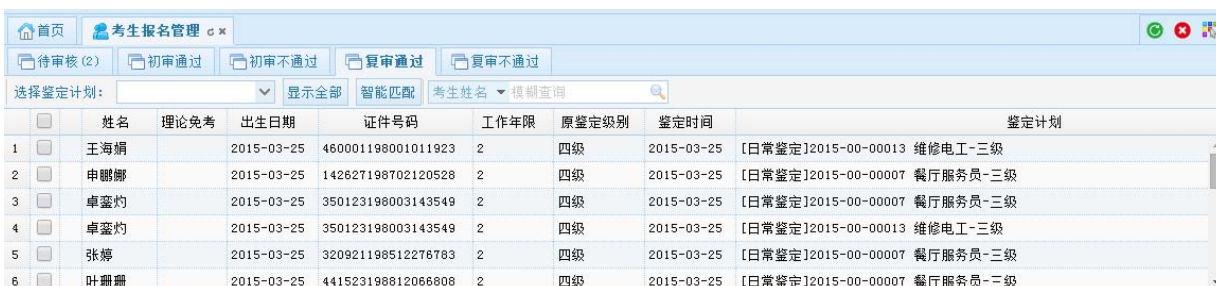 首页 考生报名管理
待审核(2) 初审通过 初审不通过 复审通过 复审不通过
选择鉴定计划: 显示全部 智能匹配 考生姓名 模糊查询
姓名 理论免考 出生日期 证件号码 工作年限 原鉴定级别 鉴定时间 鉴定计划
1 王海娟 2015-03-25 460001198001011923 2 四级 2015-03-25 [日常鉴定]2015-00-00013 维修电工-三级
2 申鹏娜 2015-03-25 142627198702120528 2 四级 2015-03-25 [日常鉴定]2015-00-00007 餐厅服务员-三级
3 卓銮灼 2015-03-25 350123198003143549 2 四级 2015-03-25 [日常鉴定]2015-00-00007 餐厅服务员-三级
4 卓銮灼 2015-03-25 350123198003143549 2 四级 2015-03-25 [日常鉴定]2015-00-00013 维修电工-三级
5 张婷 2015-03-25 320921198512276783 2 四级 2015-03-25 [日常鉴定]2015-00-00007 餐厅服务员-三级
6 叶珊珊 2015-03-25 441523198812066808 2 四级 2015-03-25 [日常鉴定]2015-00-00007 餐厅服务员-三级